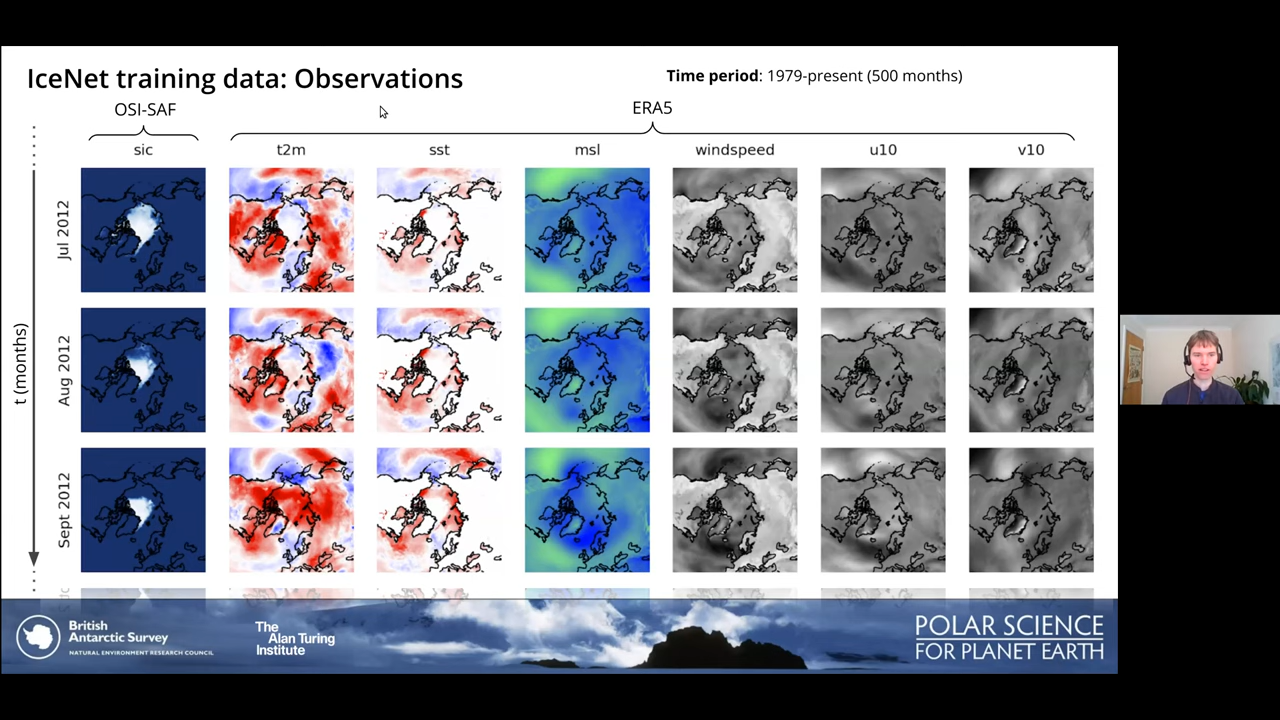 IceNet training data: Observations
Time period: 1979-present (500 months)
OSI-SAF
ERA5
sic
t2m
sst
msl
windspeed
u10
v10
t (months)
Jul 2012
Aug 2012
Sept 2012
British
Antarctic Survey
NATURAL ENVIRONMENT RESEARCH COUNCIL
The
Alan Turing
Institute
POLAR SCIENCE
FOR PLANET EARTH